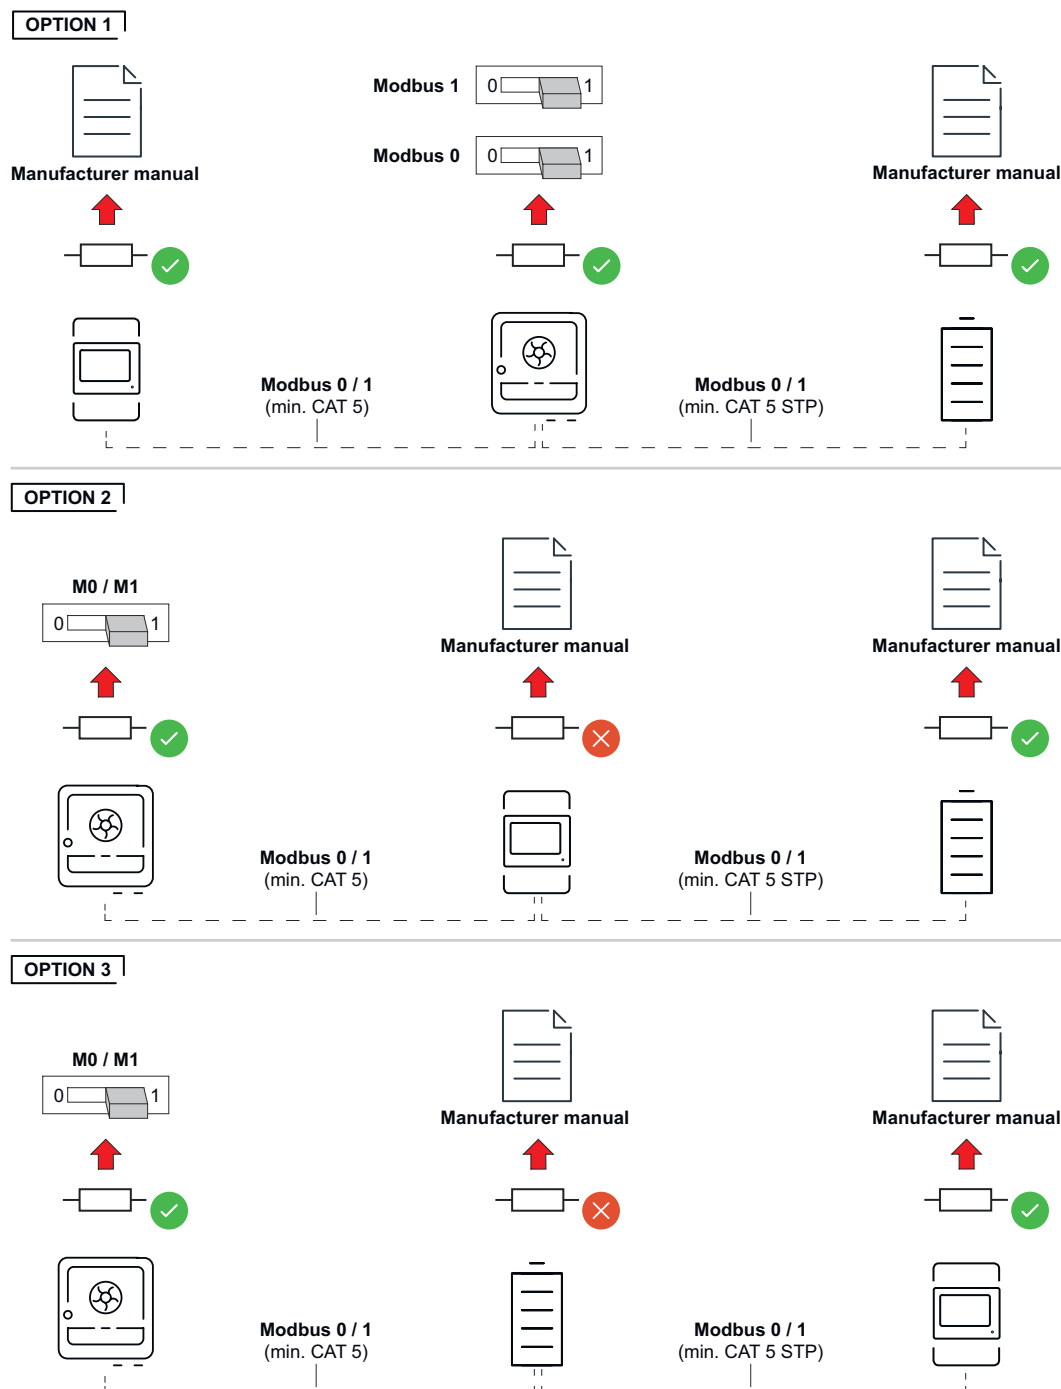 OPTION 1
Modbus 1 0 1
Modbus 0 0 1
Manufacturer manual
Manufacturer manual
Modbus 0 / 1
(min. CAT 5)
Modbus 0 / 1
(min. CAT 5 STP)
OPTION 2
M0 / M1
0 1
Manufacturer manual
Manufacturer manual
Modbus 0 / 1
(min. CAT 5)
Modbus 0 / 1
(min. CAT 5 STP)
OPTION 3
M0 / M1
0 1
Manufacturer manual
Manufacturer manual
Modbus 0 / 1
(min. CAT 5)
Modbus 0 / 1
(min. CAT 5 STP)